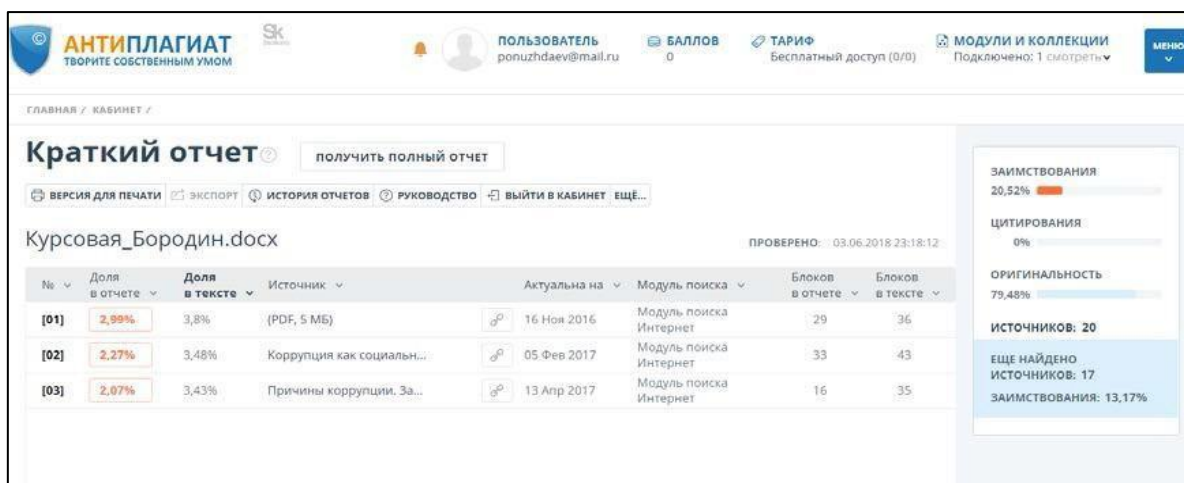 ©
АНТИПЛАГИАТ
ТВОРИТЕ СОБСТВЕННЫМ УМОМ
Sk
ПОЛЬЗОВАТЕЛЬ
ponuzhdaev@mail.ru
БАЛЛОВ
0
ТАРИФ
Бесплатный доступ (0/0)
МОДУЛИ И КОЛЛЕКЦИИ
Подключено: 1 смотреть
МЕНЮ
ГЛАВНАЯ / КАБИНЕТ /
Краткий отчет ?
ПОЛУЧИТЬ ПОЛНЫЙ ОТЧЕТ
ВЕРСИЯ ДЛЯ ПЕЧАТИ ЭКСПОРТ ИСТОРИЯ ОТЧЕТОВ ? РУКОВОДСТВО ВЫЙТИ В КАБИНЕТ ЕЩЁ...
Курсовая_Бородин.docx
ПРОВЕРЕНО: 03.06.2018 23:18:12
№ Доля в отчете Доля в тексте Источник Актуальна на Модуль поиска Блоков в отчете Блоков в тексте
[01] 2,99% 3,8% (PDF, 5 МБ) 16 Ноя 2016 Модуль поиска Интернет 29 36
[02] 2,27% 3,48% Коррупция как социальн... 05 Фев 2017 Модуль поиска Интернет 33 43
[03] 2,07% 3,43% Причины коррупции. За... 13 Апр 2017 Модуль поиска Интернет 16 35
ЗАИМСТВОВАНИЯ
20,52%
ЦИТИРОВАНИЯ
0%
ОРИГИНАЛЬНОСТЬ
79,48%
ИСТОЧНИКОВ: 20
ЕЩЕ НАЙДЕНО
ИСТОЧНИКОВ: 17
ЗАИМСТВОВАНИЯ: 13,17%